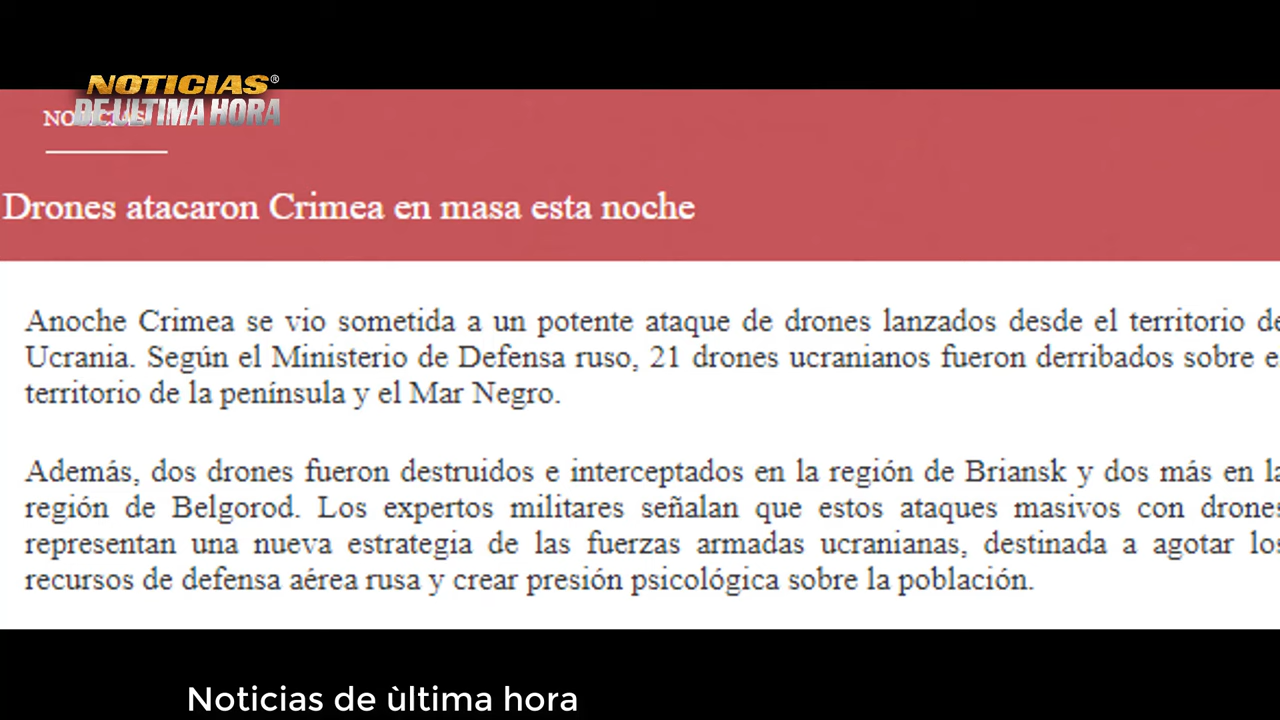 NOTICIAS®
DE ÚLTIMA HORA
NOTICIAS
Drones atacaron Crimea en masa esta noche
Anoche Crimea se vio sometida a un potente ataque de drones lanzados desde el territorio de
Ucrania. Según el Ministerio de Defensa ruso, 21 drones ucranianos fueron derribados sobre e
territorio de la península y el Mar Negro.
Además, dos drones fueron destruidos e interceptados en la región de Briansk y dos más en la
región de Belgorod. Los expertos militares señalan que estos ataques masivos con drones
representan una nueva estrategia de las fuerzas armadas ucranianas, destinada a agotar los
recursos de defensa aérea rusa y crear presión psicológica sobre la población.
Noticias de ùltima hora